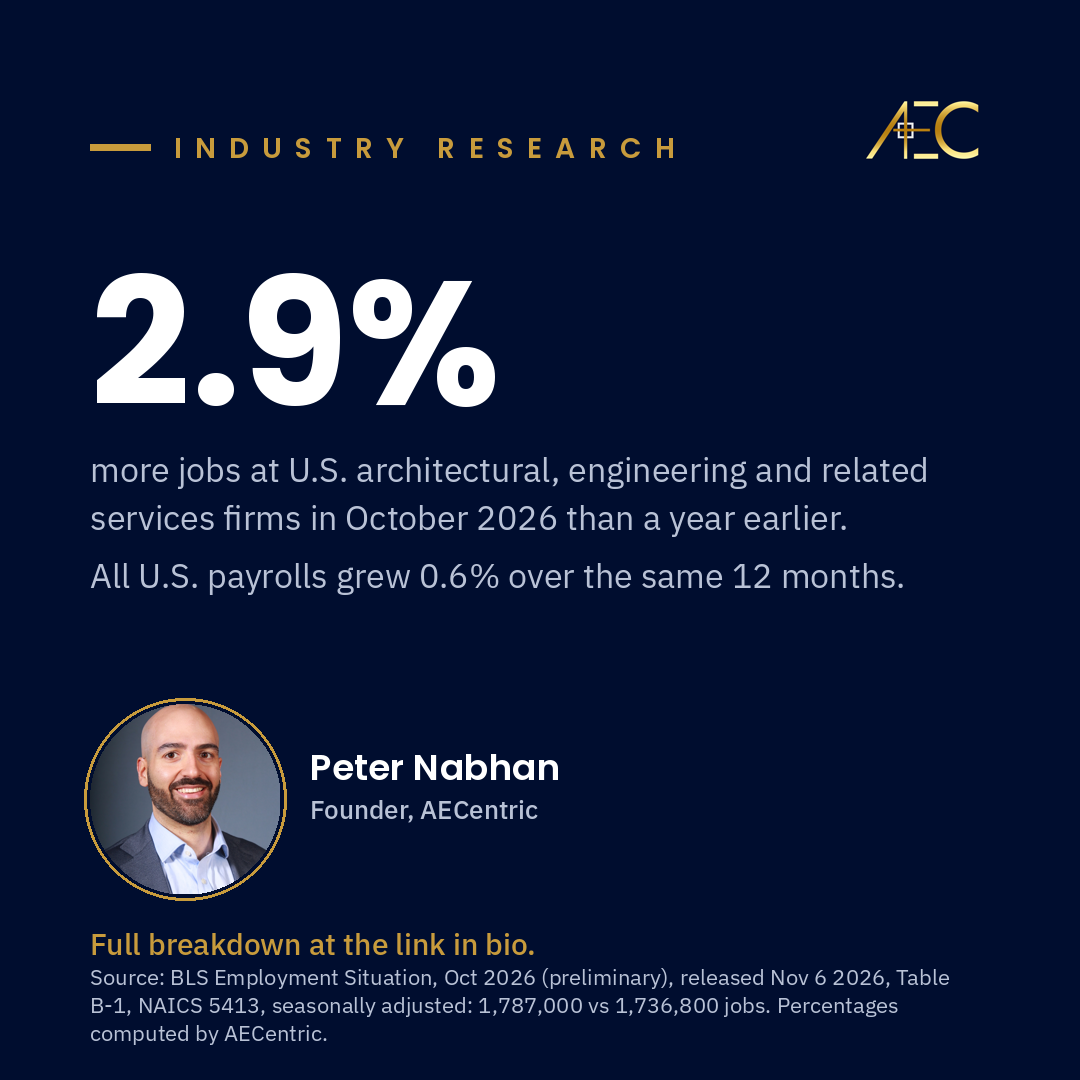 INDUSTRY RESEARCH
AEC
2.9%
more jobs at U.S. architectural, engineering and related
services firms in October 2026 than a year earlier.
All U.S. payrolls grew 0.6% over the same 12 months.
Peter Nabhan
Founder, AECentric
Full breakdown at the link in bio.
Source: BLS Employment Situation, Oct 2026 (preliminary), released Nov 6 2026, Table
B-1, NAICS 5413, seasonally adjusted: 1,787,000 vs 1,736,800 jobs. Percentages
computed by AECentric.